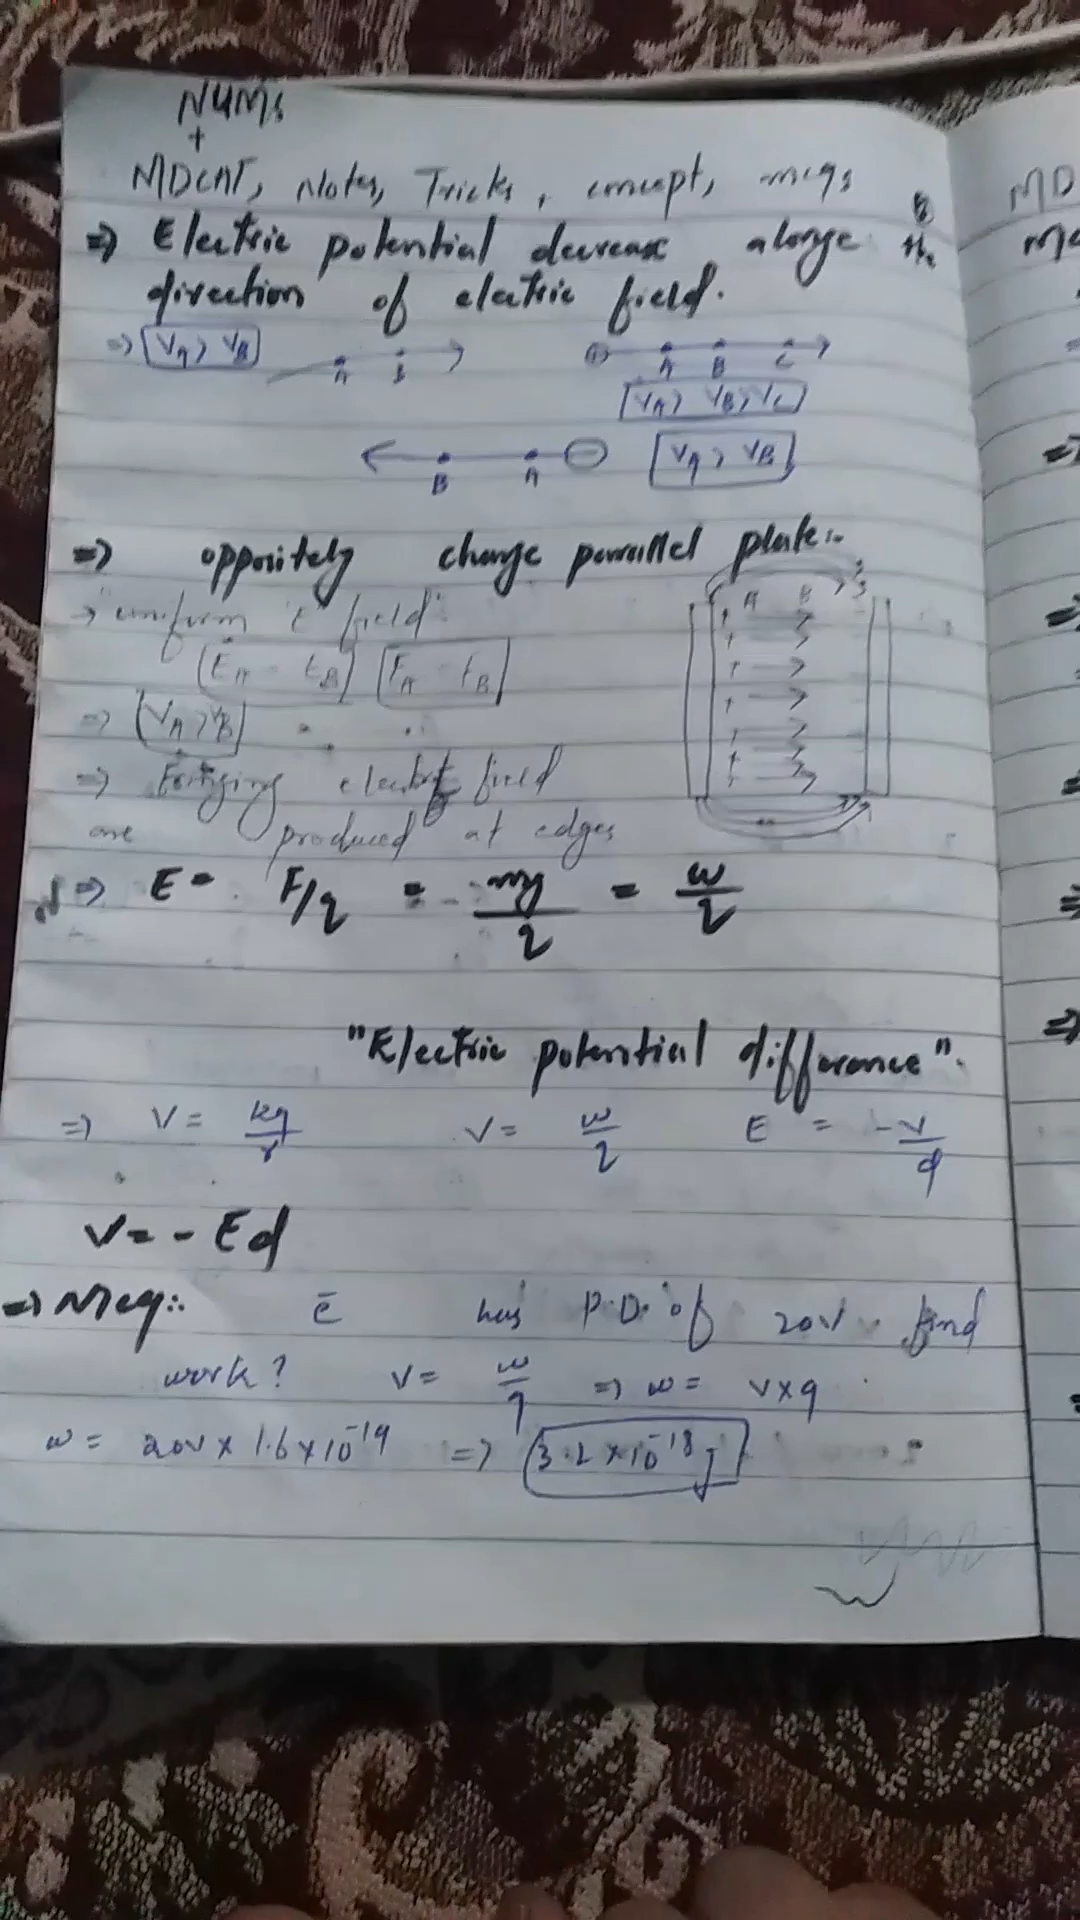 NUMs
+
MDCAT, Notes, Tricks, concept, mcqs
⇒ Electric potential decrease alonge the
direction of electric field.
⇒ VA > VB
A B
A B C
VA > VB > VC
B A
VA > VB
⇒ oppositely charge parallel plate:-
→ "uniform E field"
EA = EB FA = FB
A B
⇒ VA > VB
⇒ Fringing electric field
are produced at edges
⇒ E = F/q = mg/q = w/q
"Electric potential difference".
⇒ V = kq/r V = w/q E = -v/d
V = - Ed
⇒ Mcq:- ē has P.D. of 20V. find
work? V = w/q ⇒ w = V×q
w = 20V × 1.6×10⁻¹⁹ ⇒ 3.2×10⁻¹⁸J